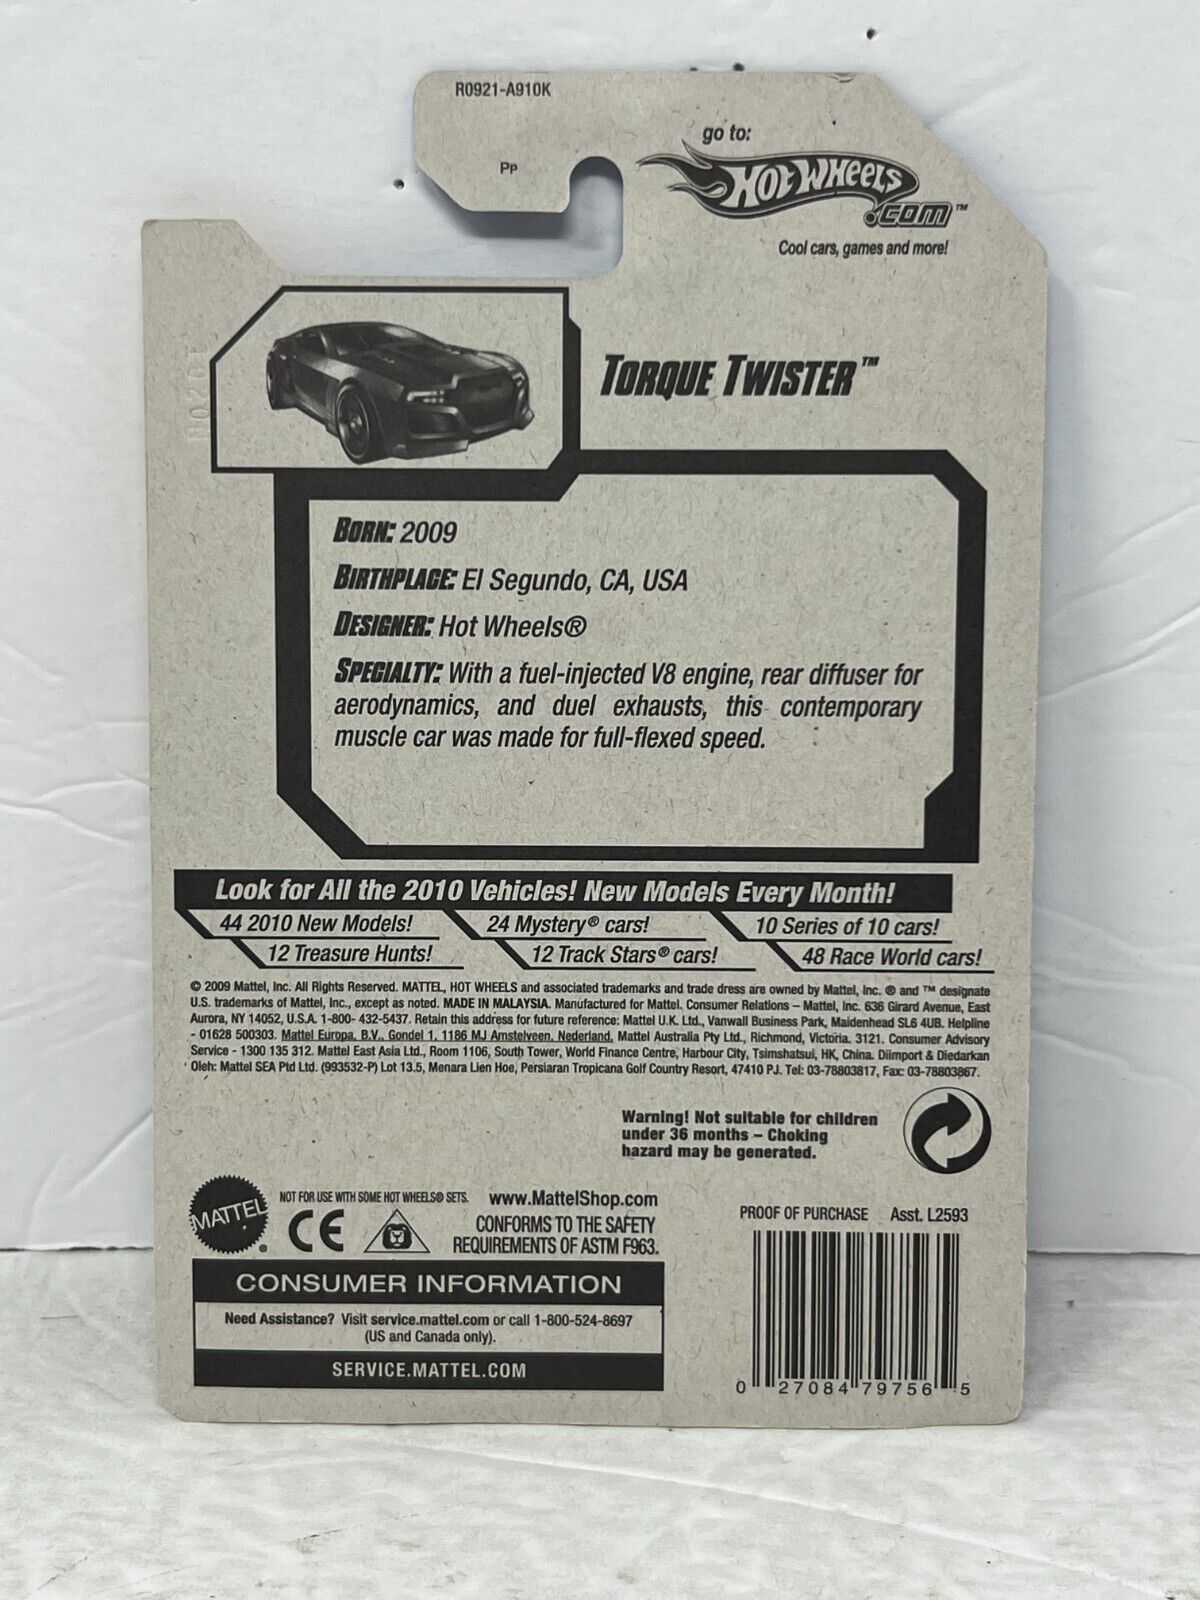 R0921-A910K
go to:
Pp
HOT WHEELS
.COM™
Cool cars, games and more!
TORQUE TWISTER™
BORN: 2009
BIRTHPLACE: El Segundo, CA, USA
DESIGNER: Hot Wheels®
SPECIALTY: With a fuel-injected V8 engine, rear diffuser for
aerodynamics, and duel exhausts, this contemporary
muscle car was made for full-flexed speed.
Look for All the 2010 Vehicles! New Models Every Month!
44 2010 New Models! 24 Mystery® cars! 10 Series of 10 cars!
12 Treasure Hunts! 12 Track Stars® cars! 48 Race World cars!
© 2009 Mattel, Inc. All Rights Reserved. MATTEL, HOT WHEELS and associated trademarks and trade dress are owned by Mattel, Inc. ® and ™ designate
U.S. trademarks of Mattel, Inc., except as noted. MADE IN MALAYSIA. Manufactured for Mattel. Consumer Relations – Mattel, Inc. 636 Girard Avenue, East
Aurora, NY 14052, U.S.A. 1-800- 432-5437. Retain this address for future reference: Mattel U.K. Ltd., Vanwall Business Park, Maidenhead SL6 4UB. Helpline
- 01628 500303. Mattel Europa, B.V., Gondel 1, 1186 MJ Amstelveen, Nederland. Mattel Australia Pty Ltd., Richmond, Victoria. 3121. Consumer Advisory
Service - 1300 135 312. Mattel East Asia Ltd., Room 1106, South Tower, World Finance Centre, Harbour City, Tsimshatsui, HK, China. Diimport & Diedarkan
Oleh: Mattel SEA Ptd Ltd. (993532-P) Lot 13.5, Menara Lien Hoe, Persiaran Tropicana Golf Country Resort, 47410 PJ. Tel: 03-78803817, Fax: 03-78803867.
Warning! Not suitable for children
under 36 months – Choking
hazard may be generated.
MATTEL®
NOT FOR USE WITH SOME HOT WHEELS® SETS. www.MattelShop.com
CE
CONFORMS TO THE SAFETY
REQUIREMENTS OF ASTM F963.
PROOF OF PURCHASE Asst. L2593
CONSUMER INFORMATION
Need Assistance? Visit service.mattel.com or call 1-800-524-8697
(US and Canada only).
SERVICE.MATTEL.COM
0 27084 79756 5